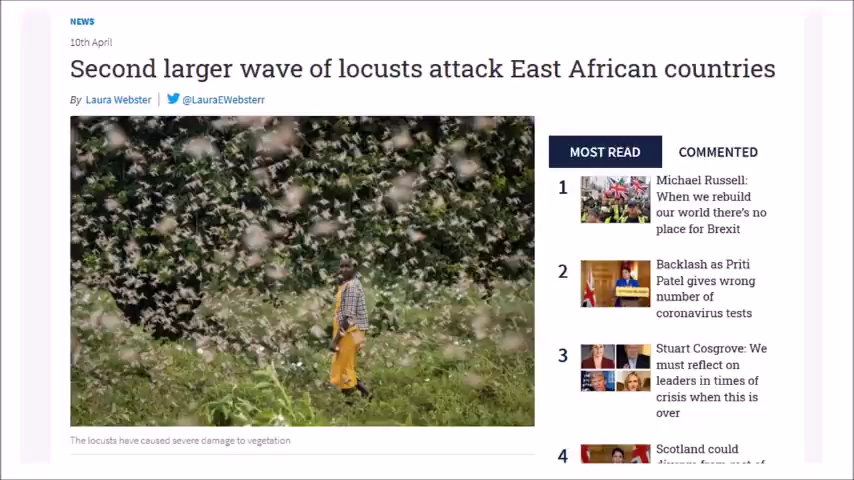 NEWS
10th April
Second larger wave of locusts attack East African countries
By Laura Webster @LauraEWebsterr
The locusts have caused severe damage to vegetation
MOST READ
COMMENTED
1
Michael Russell:
When we rebuild
our world there's no
place for Brexit
2
Backlash as Priti
Patel gives wrong
number of
coronavirus tests
3
Stuart Cosgrove: We
must reflect on
leaders in times of
crisis when this is
over
4
Scotland could